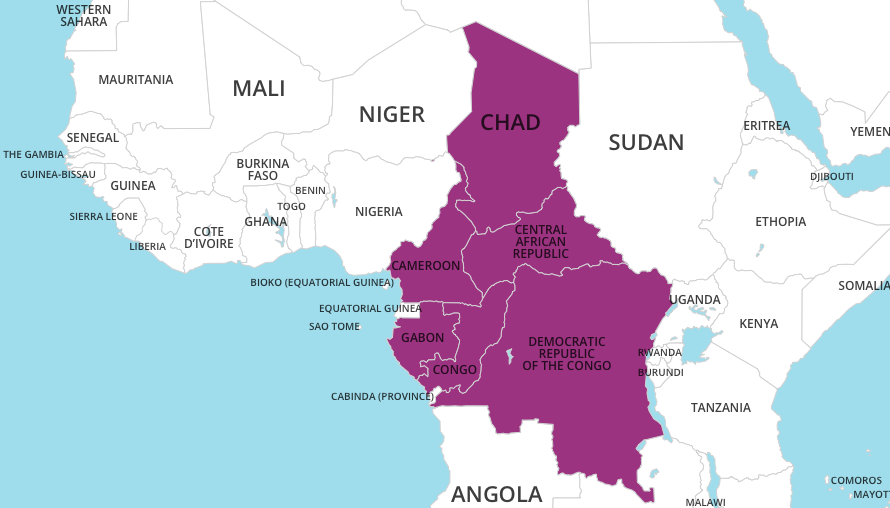 WESTERN
SAHARA
MAURITANIA
MALI
NIGER
CHAD
SUDAN
ERITREA
YEMEN
SENEGAL
THE GAMBIA
GUINEA-BISSAU
GUINEA
BURKINA
FASO
BENIN
TOGO
DJIBOUTI
SIERRA LEONE
LIBERIA
COTE
D'IVOIRE
GHANA
NIGERIA
ETHIOPIA
CENTRAL
AFRICAN
REPUBLIC
CAMEROON
BIOKO (EQUATORIAL GUINEA)
SOMALIA
EQUATORIAL GUINEA
UGANDA
SAO TOME
KENYA
GABON
DEMOCRATIC
REPUBLIC
OF THE CONGO
RWANDA
CONGO
BURUNDI
CABINDA (PROVINCE)
TANZANIA
ANGOLA
COMOROS
MAYOTT
MALAWI